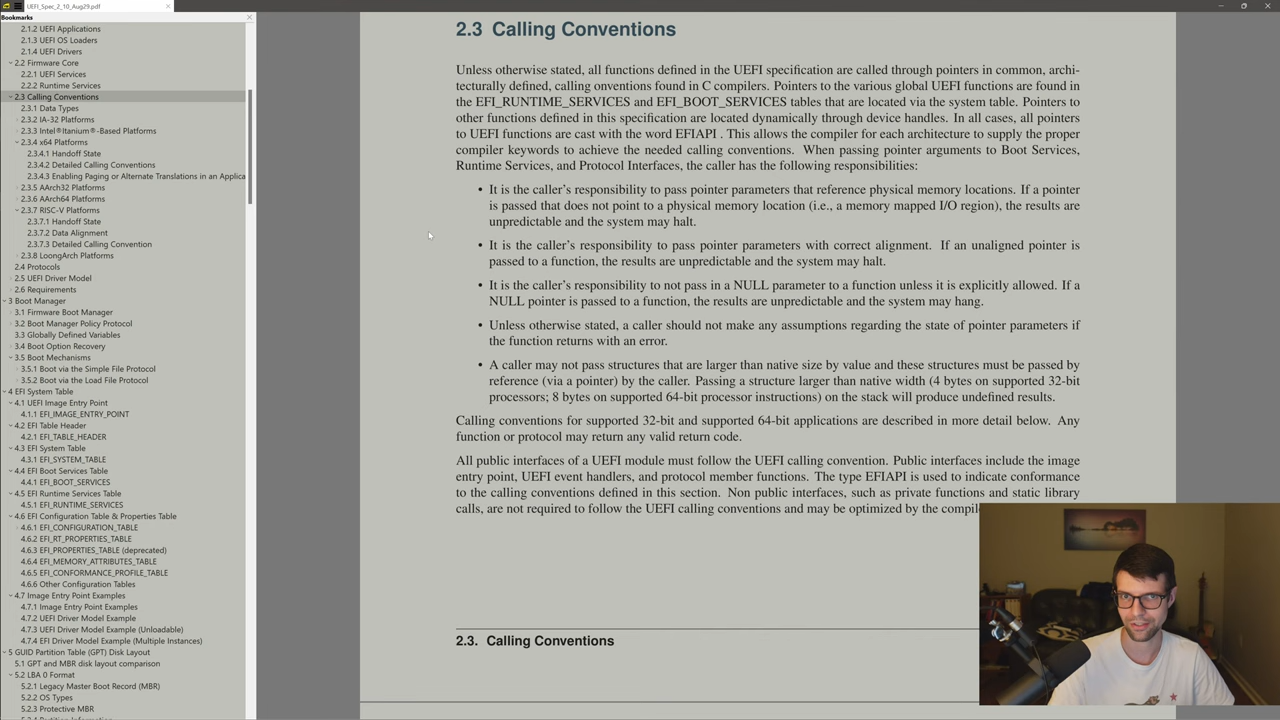 UEFI_Spec_2_10_Aug29.pdf
Bookmarks
2.1.2 UEFI Applications
2.1.3 UEFI OS Loaders
2.1.4 UEFI Drivers
2.2 Firmware Core
2.2.1 UEFI Services
2.2.2 Runtime Services
2.3 Calling Conventions
2.3.1 Data Types
2.3.2 IA-32 Platforms
2.3.3 Intel®Itanium®-Based Platforms
2.3.4 x64 Platforms
2.3.4.1 Handoff State
2.3.4.2 Detailed Calling Conventions
2.3.4.3 Enabling Paging or Alternate Translations in an Applica
2.3.5 AArch32 Platforms
2.3.6 AArch64 Platforms
2.3.7 RISC-V Platforms
2.3.7.1 Handoff State
2.3.7.2 Data Alignment
2.3.7.3 Detailed Calling Convention
2.3.8 LoongArch Platforms
2.4 Protocols
2.5 UEFI Driver Model
2.6 Requirements
3 Boot Manager
3.1 Firmware Boot Manager
3.2 Boot Manager Policy Protocol
3.3 Globally Defined Variables
3.4 Boot Option Recovery
3.5 Boot Mechanisms
3.5.1 Boot via the Simple File Protocol
3.5.2 Boot via the Load File Protocol
4 EFI System Table
4.1 UEFI Image Entry Point
4.1.1 EFI_IMAGE_ENTRY_POINT
4.2 EFI Table Header
4.2.1 EFI_TABLE_HEADER
4.3 EFI System Table
4.3.1 EFI_SYSTEM_TABLE
4.4 EFI Boot Services Table
4.4.1 EFI_BOOT_SERVICES
4.5 EFI Runtime Services Table
4.5.1 EFI_RUNTIME_SERVICES
4.6 EFI Configuration Table & Properties Table
4.6.1 EFI_CONFIGURATION_TABLE
4.6.2 EFI_RT_PROPERTIES_TABLE
4.6.3 EFI_PROPERTIES_TABLE (deprecated)
4.6.4 EFI_MEMORY_ATTRIBUTES_TABLE
4.6.5 EFI_CONFORMANCE_PROFILE_TABLE
4.6.6 Other Configuration Tables
4.7 Image Entry Point Examples
4.7.1 Image Entry Point Examples
4.7.2 UEFI Driver Model Example
4.7.3 UEFI Driver Model Example (Unloadable)
4.7.4 EFI Driver Model Example (Multiple Instances)
5 GUID Partition Table (GPT) Disk Layout
5.1 GPT and MBR disk layout comparison
5.2 LBA 0 Format
5.2.1 Legacy Master Boot Record (MBR)
5.2.2 OS Types
5.2.3 Protective MBR
2.3 Calling Conventions
Unless otherwise stated, all functions defined in the UEFI specification are called through pointers in common, archi-
tecturally defined, calling onventions found in C compilers. Pointers to the various global UEFI functions are found in
the EFI_RUNTIME_SERVICES and EFI_BOOT_SERVICES tables that are located via the system table. Pointers to
other functions defined in this specification are located dynamically through device handles. In all cases, all pointers
to UEFI functions are cast with the word EFIAPI . This allows the compiler for each architecture to supply the proper
compiler keywords to achieve the needed calling conventions. When passing pointer arguments to Boot Services,
Runtime Services, and Protocol Interfaces, the caller has the following responsibilities:
• It is the caller's responsibility to pass pointer parameters that reference physical memory locations. If a pointer
is passed that does not point to a physical memory location (i.e., a memory mapped I/O region), the results are
unpredictable and the system may halt.
• It is the caller's responsibility to pass pointer parameters with correct alignment. If an unaligned pointer is
passed to a function, the results are unpredictable and the system may halt.
• It is the caller's responsibility to not pass in a NULL parameter to a function unless it is explicitly allowed. If a
NULL pointer is passed to a function, the results are unpredictable and the system may hang.
• Unless otherwise stated, a caller should not make any assumptions regarding the state of pointer parameters if
the function returns with an error.
• A caller may not pass structures that are larger than native size by value and these structures must be passed by
reference (via a pointer) by the caller. Passing a structure larger than native width (4 bytes on supported 32-bit
processors; 8 bytes on supported 64-bit processor instructions) on the stack will produce undefined results.
Calling conventions for supported 32-bit and supported 64-bit applications are described in more detail below. Any
function or protocol may return any valid return code.
All public interfaces of a UEFI module must follow the UEFI calling convention. Public interfaces include the image
entry point, UEFI event handlers, and protocol member functions. The type EFIAPI is used to indicate conformance
to the calling conventions defined in this section. Non public interfaces, such as private functions and static library
calls, are not required to follow the UEFI calling conventions and may be optimized by the compil
2.3. Calling Conventions